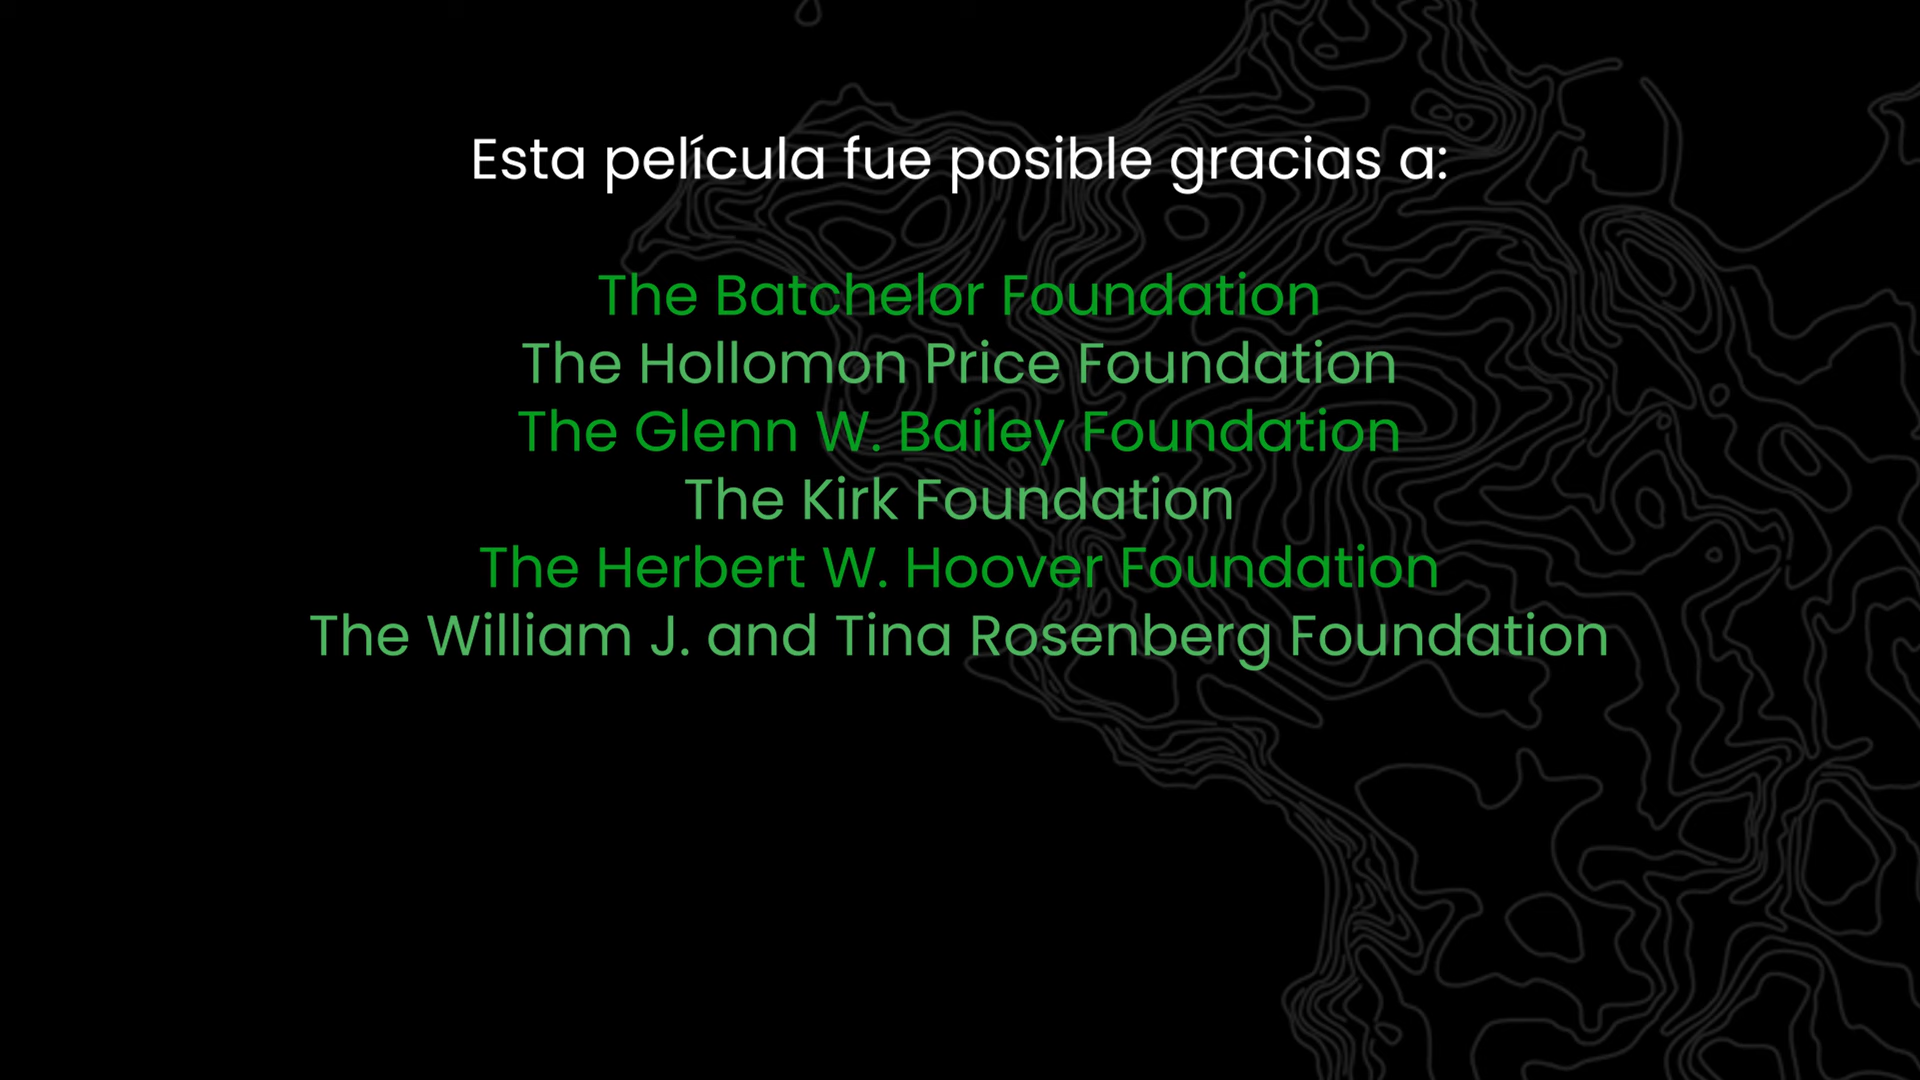 Esta película fue posible gracias a:
The Batchelor Foundation
The Hollomon Price Foundation
The Glenn W. Bailey Foundation
The Kirk Foundation
The Herbert W. Hoover Foundation
The William J. and Tina Rosenberg Foundation